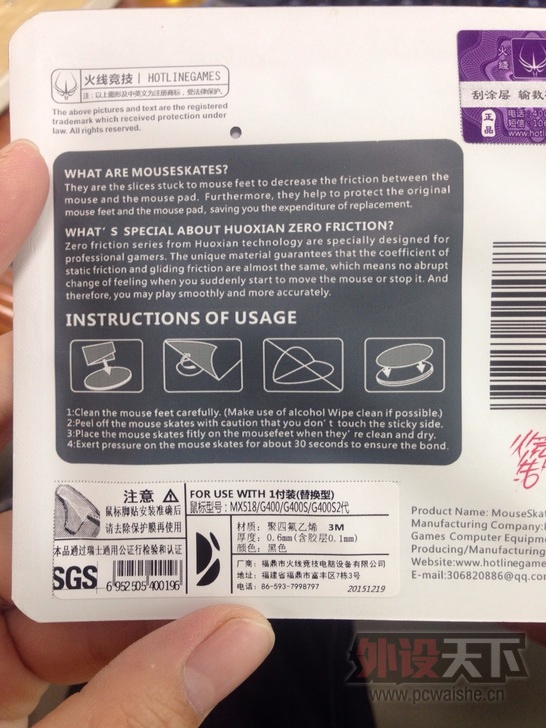 火线竞技 | HOTLINEGAMES
注：以上图形及中英文为注册商标，受法律保护。
The above pictures and text are the registered
trademark which received protection under
law. All rights reserved.
火线
刮涂层 输数
正品
电话
短信
WHAT ARE MOUSESKATES?
They are the slices stuck to mouse feet to decrease the friction between the
mouse and the mouse pad. Furthermore, they help to protect the original
mouse feet and the mouse pad, saving you the expenditure of replacement.
WHAT' S SPECIAL ABOUT HUOXIAN ZERO FRICTION?
Zero friction series from Huoxian technology are specially designed for
professional gamers. The unique material guarantees that the coefficient of
static friction and gliding friction are almost the same, which means no abrupt
change of feeling when you suddenly start to move the mouse or stop it. And
therefore, you may play smoothly and more accurately.
INSTRUCTIONS OF USAGE
1:Clean the mouse feet carefully. (Make use of alcohol Wipe clean if possible.)
2:Peel off the mouse skates with caution that you don' t touch the sticky side.
3:Place the mouse skates fitly on the mousefeet when they' re clean and dry.
4:Exert pressure on the mouse skates for about 30 seconds to ensure the bond.
注意
鼠标脚贴安装准确后
请去除保护膜再使用
本品通过瑞士通用公证行检验和认证
SGS
6 952505 400196
FOR USE WITH 1付装(替换型)
鼠标型号: MX518/G400/G400S/G400S2代
材质: 聚四氟乙烯 3M
厚度: 0.6mm(含胶层0.1mm)
颜色: 黑色
厂商: 福鼎市火线竞技电脑设备有限公司
地址: 福建省福鼎市富丰区7栋3号
电话: 86-593-7998797
20151219
Product Name: MouseSkat
Manufacturing Company:
Games Computer Equipm
Producing/Manufacturing
Website:www.hotlinegame
E-mail:306820886@qq.co
外设天下
www.pcwaishe.cn